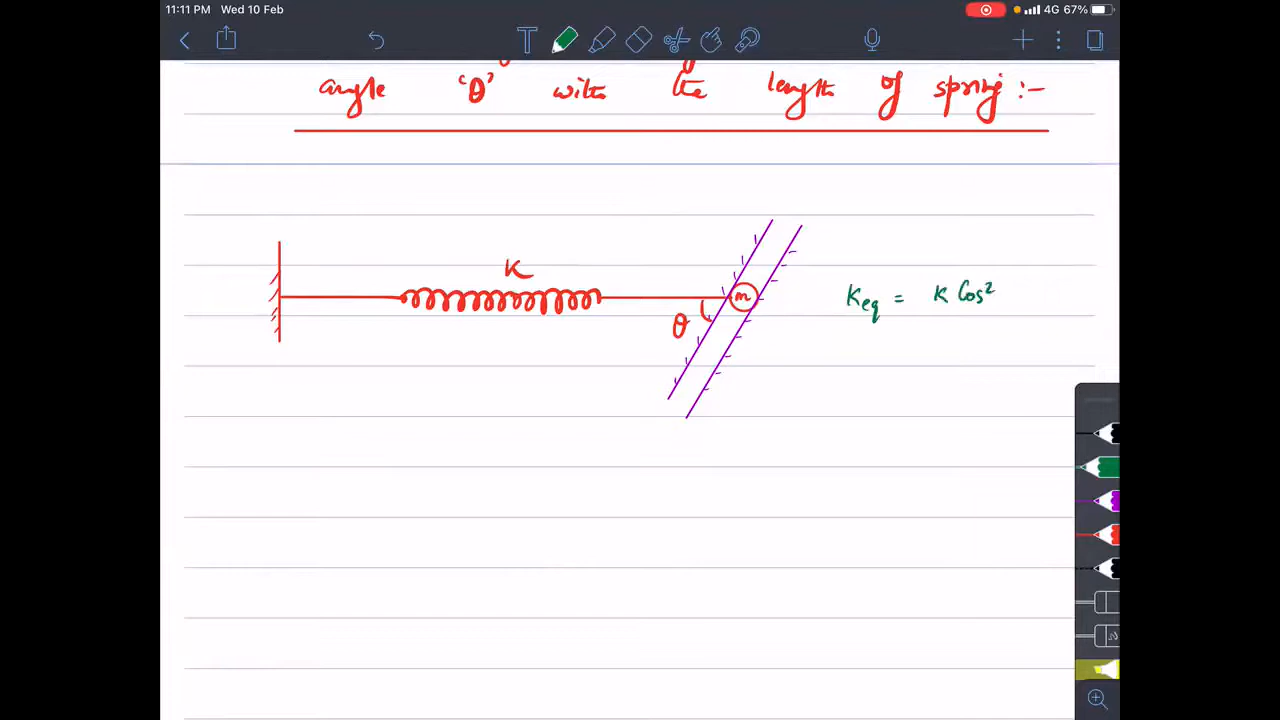 11:11 PM Wed 10 Feb 4G 67%
angle 'θ' with the length of spring :-
K
m
θ
Keq = K Cos²